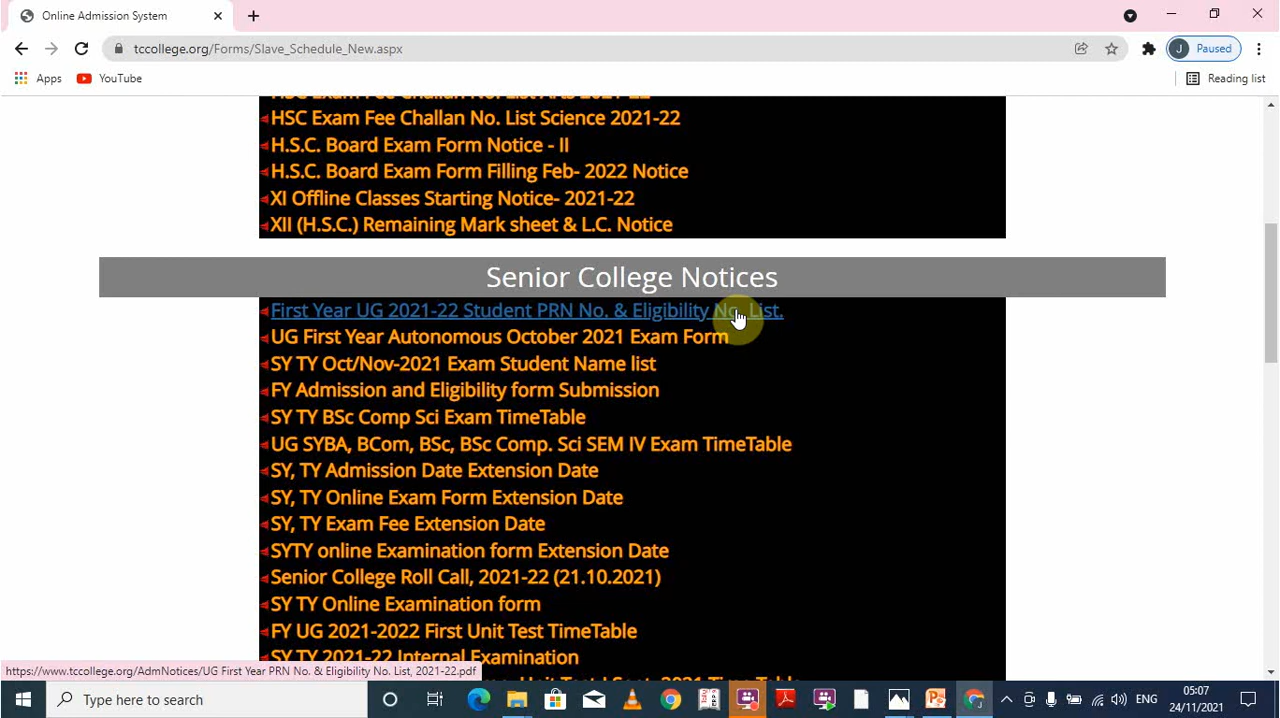 Online Admission System
tccollege.org/Forms/Slave_Schedule_New.aspx
J Paused
Apps YouTube Reading list
HSC Exam Fee Challan No. List Arts 2021-22
HSC Exam Fee Challan No. List Science 2021-22
H.S.C. Board Exam Form Notice - II
H.S.C. Board Exam Form Filling Feb- 2022 Notice
XI Offline Classes Starting Notice- 2021-22
XII (H.S.C.) Remaining Mark sheet & L.C. Notice
Senior College Notices
First Year UG 2021-22 Student PRN No. & Eligibility No. List.
UG First Year Autonomous October 2021 Exam Form
SY TY Oct/Nov-2021 Exam Student Name list
FY Admission and Eligibility form Submission
SY TY BSc Comp Sci Exam TimeTable
UG SYBA, BCom, BSc, BSc Comp. Sci SEM IV Exam TimeTable
SY, TY Admission Date Extension Date
SY, TY Online Exam Form Extension Date
SY, TY Exam Fee Extension Date
SYTY online Examination form Extension Date
Senior College Roll Call, 2021-22 (21.10.2021)
SY TY Online Examination form
FY UG 2021-2022 First Unit Test TimeTable
SY TY 2021-22 Internal Examination
https://www.tccollege.org/AdmNotices/UG First Year PRN No. & Eligibility No. List, 2021-22.pdf
Type here to search
ENG
05:07
24/11/2021